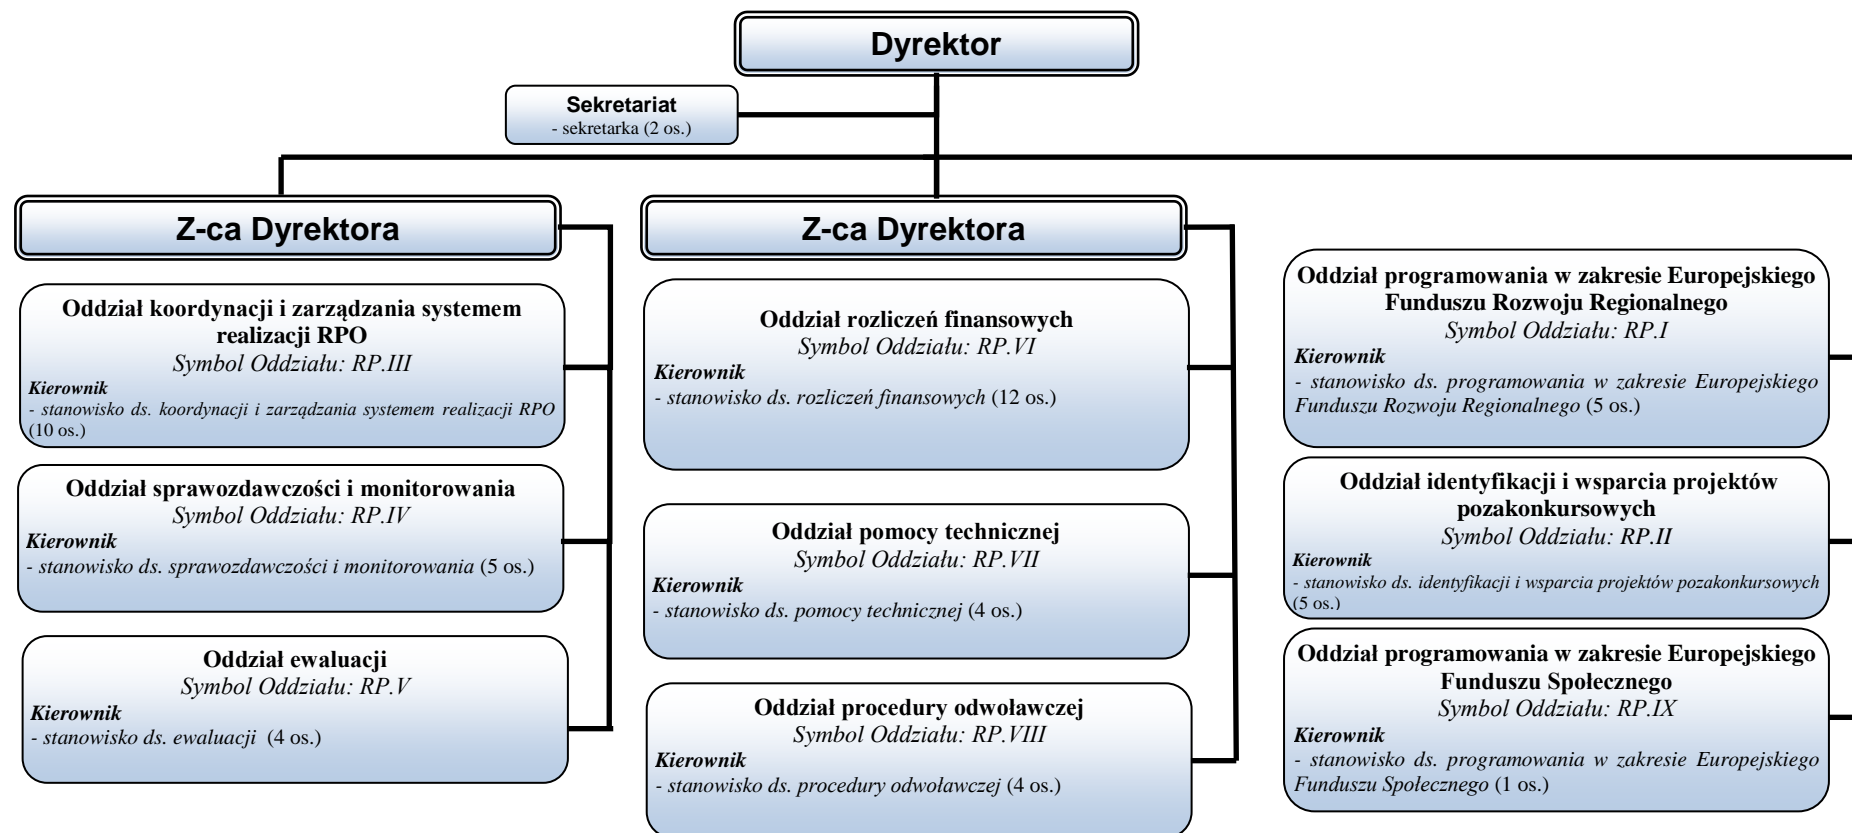 Dyrektor
Sekretariat
- sekretarka (2 os.)
Z-ca Dyrektora
Oddział koordynacji i zarządzania systemem
realizacji RPO
Symbol Oddziału: RP.III
Kierownik
- stanowisko ds. koordynacji i zarządzania systemem realizacji RPO
(10 os.)
Oddział sprawozdawczości i monitorowania
Symbol Oddziału: RP.IV
Kierownik
- stanowisko ds. sprawozdawczości i monitorowania (5 os.)
Oddział ewaluacji
Symbol Oddziału: RP.V
Kierownik
- stanowisko ds. ewaluacji (4 os.)
Z-ca Dyrektora
Oddział rozliczeń finansowych
Symbol Oddziału: RP.VI
Kierownik
- stanowisko ds. rozliczeń finansowych (12 os.)
Oddział pomocy technicznej
Symbol Oddziału: RP.VII
Kierownik
- stanowisko ds. pomocy technicznej (4 os.)
Oddział procedury odwoławczej
Symbol Oddziału: RP.VIII
Kierownik
- stanowisko ds. procedury odwoławczej (4 os.)
Oddział programowania w zakresie Europejskiego
Funduszu Rozwoju Regionalnego
Symbol Oddziału: RP.I
Kierownik
- stanowisko ds. programowania w zakresie Europejskiego
Funduszu Rozwoju Regionalnego (5 os.)
Oddział identyfikacji i wsparcia projektów
pozakonkursowych
Symbol Oddziału: RP.II
Kierownik
- stanowisko ds. identyfikacji i wsparcia projektów pozakonkursowych
(5 os.)
Oddział programowania w zakresie Europejskiego
Funduszu Społecznego
Symbol Oddziału: RP.IX
Kierownik
- stanowisko ds. programowania w zakresie Europejskiego
Funduszu Społecznego (1 os.)